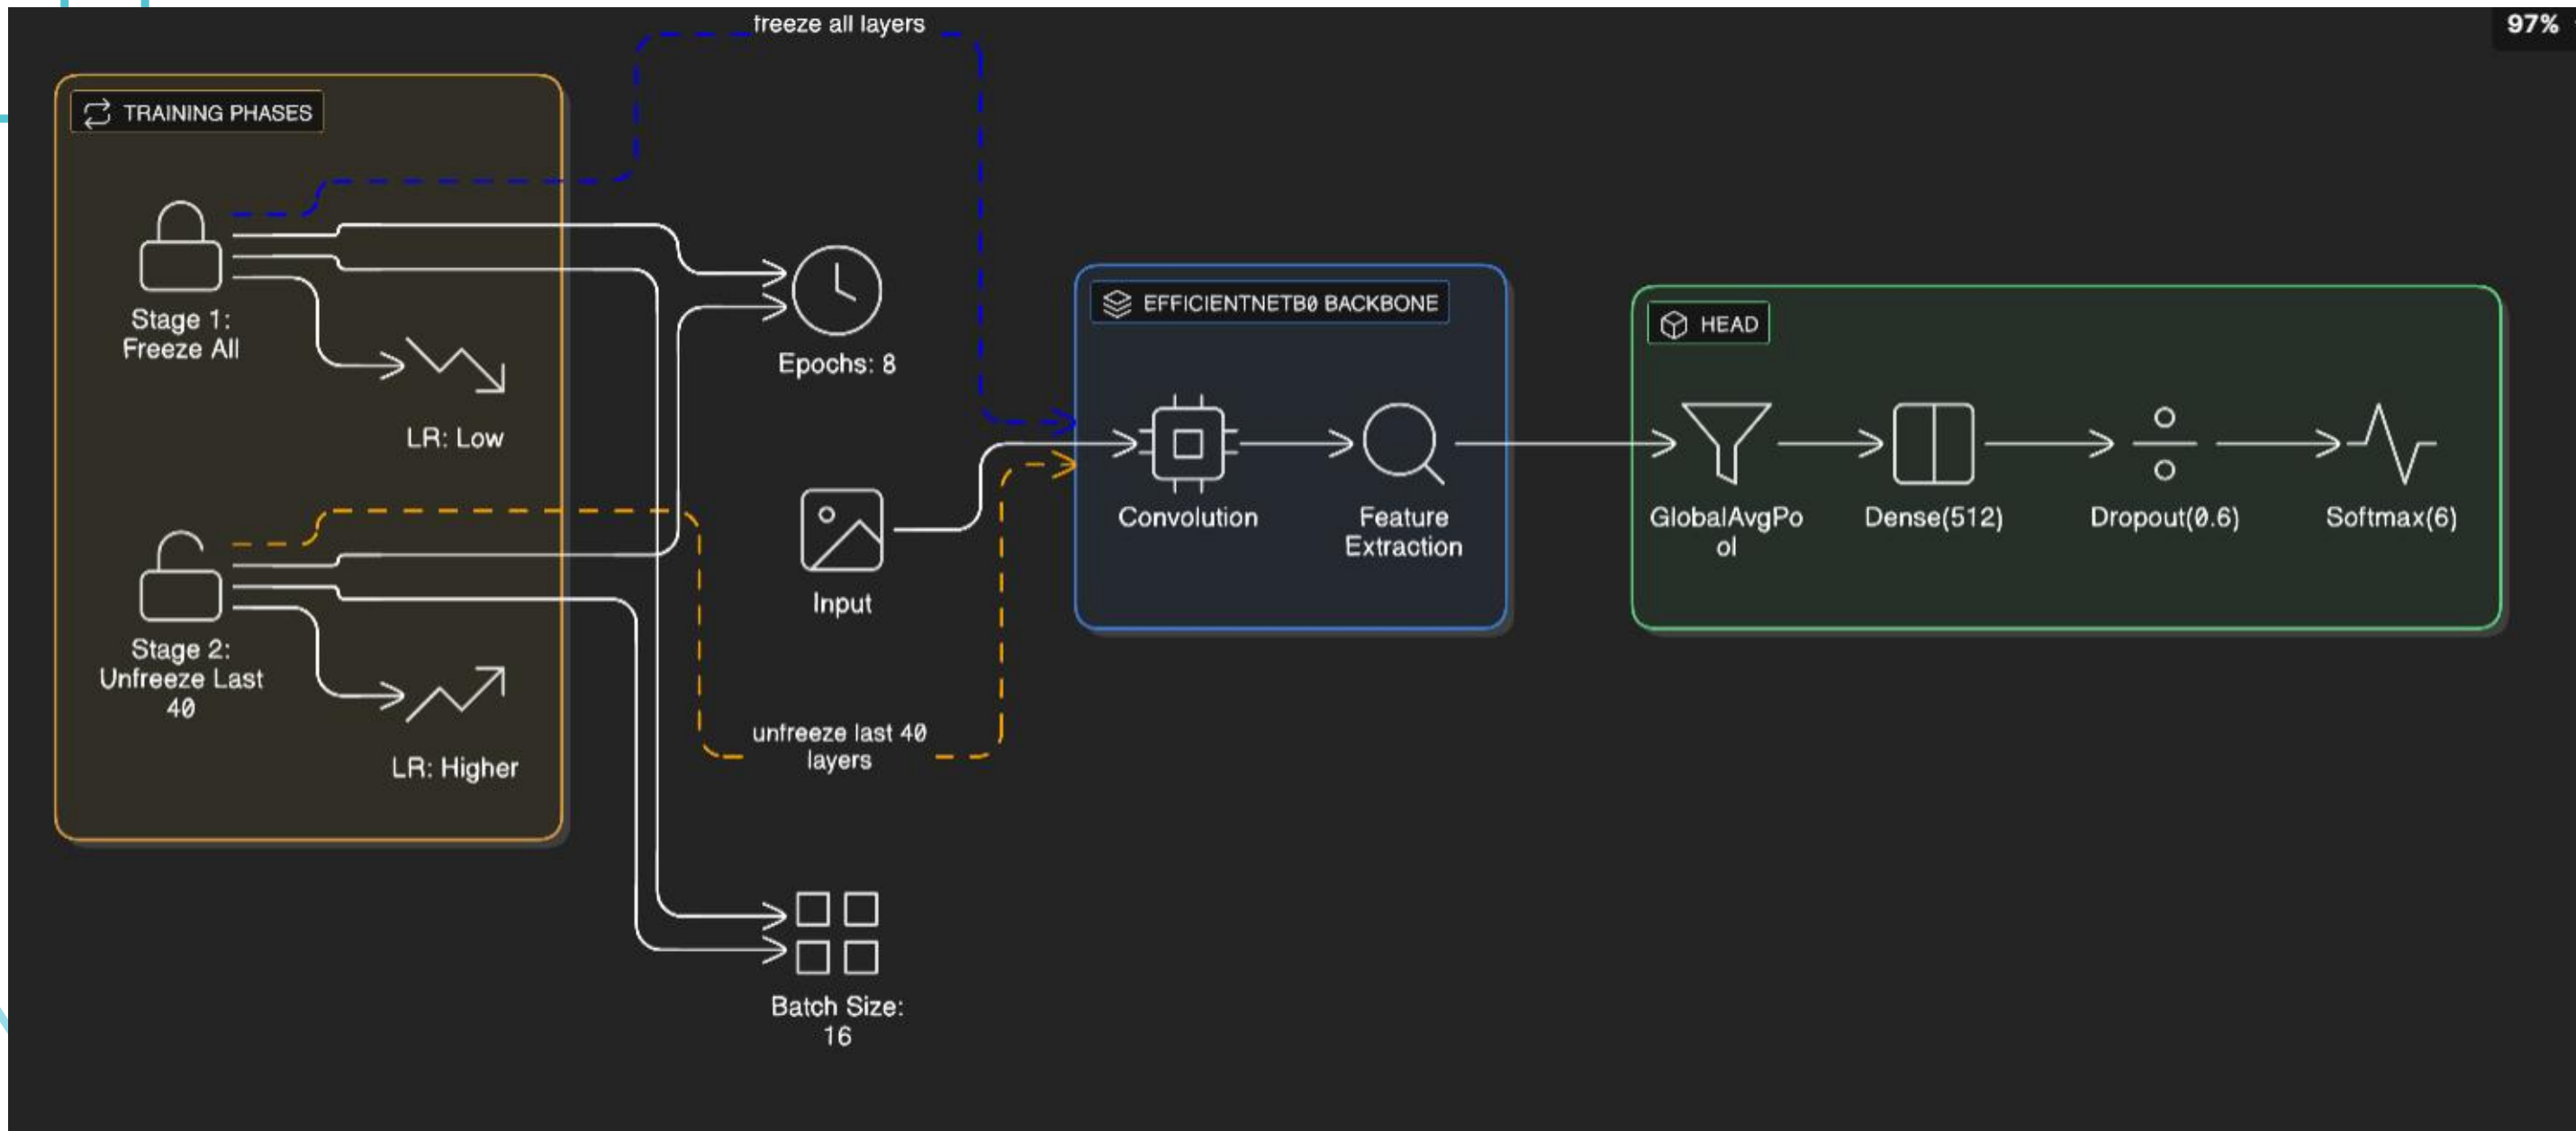 freeze all layers
97%
TRAINING PHASES
Stage 1:
Freeze All
LR: Low
Stage 2:
Unfreeze Last
40
LR: Higher
Epochs: 8
Input
unfreeze last 40
layers
Batch Size:
16
EFFICIENTNETB0 BACKBONE
Convolution
Feature
Extraction
HEAD
GlobalAvgPo
ol
Dense(512)
Dropout(0.6)
Softmax(6)